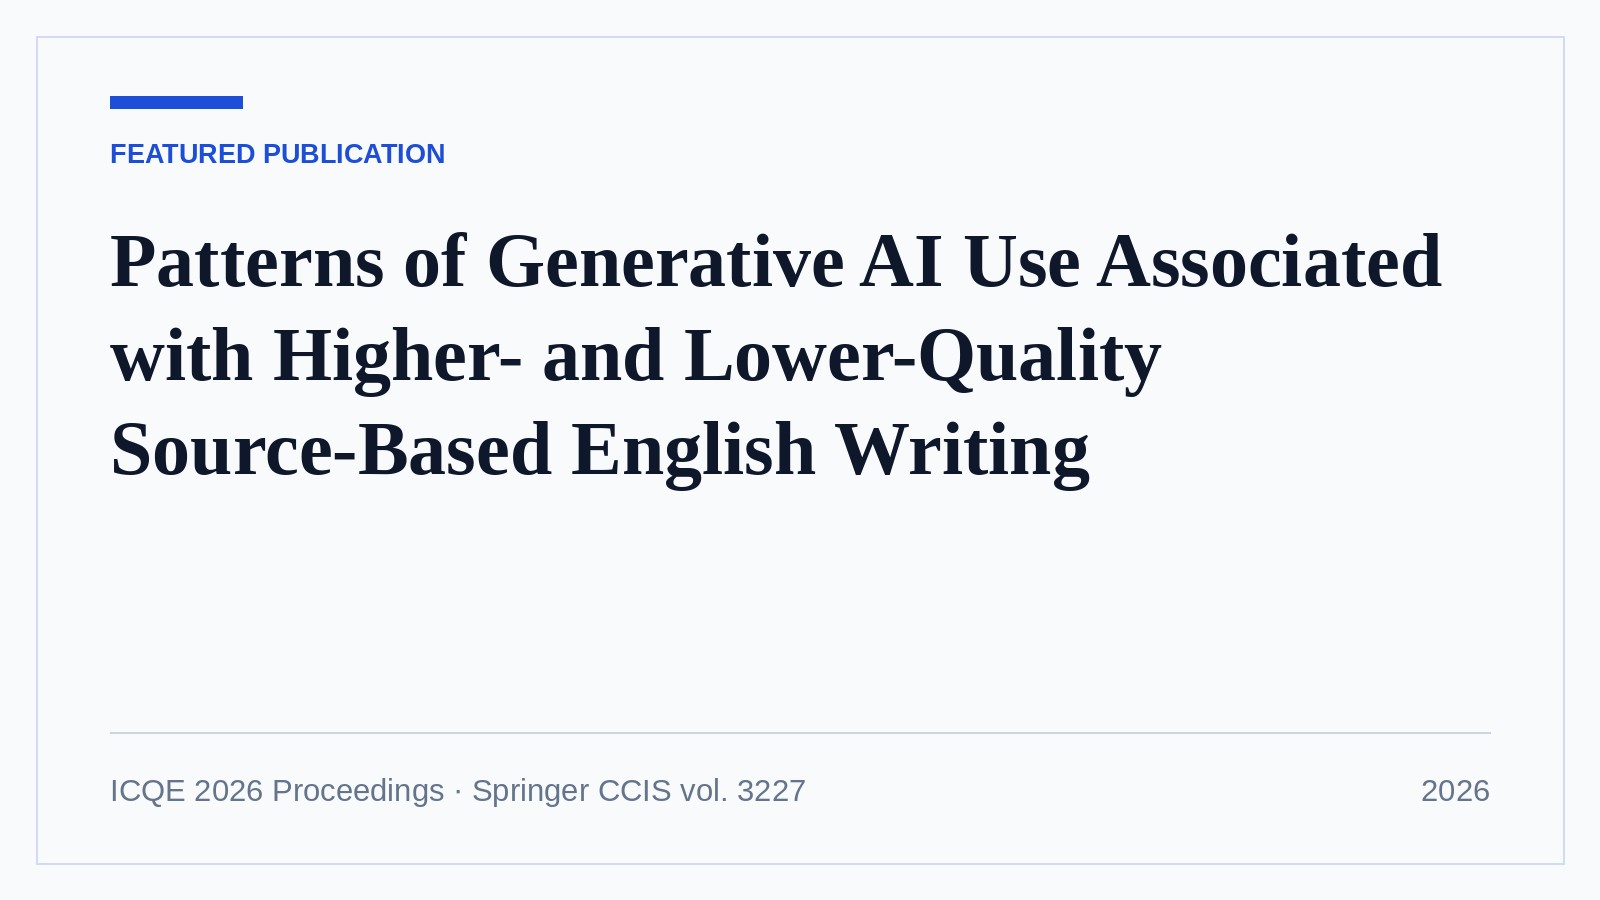 FEATURED PUBLICATION
Patterns of Generative AI Use Associated
with Higher- and Lower-Quality
Source-Based English Writing
ICQE 2026 Proceedings · Springer CCIS vol. 3227
2026